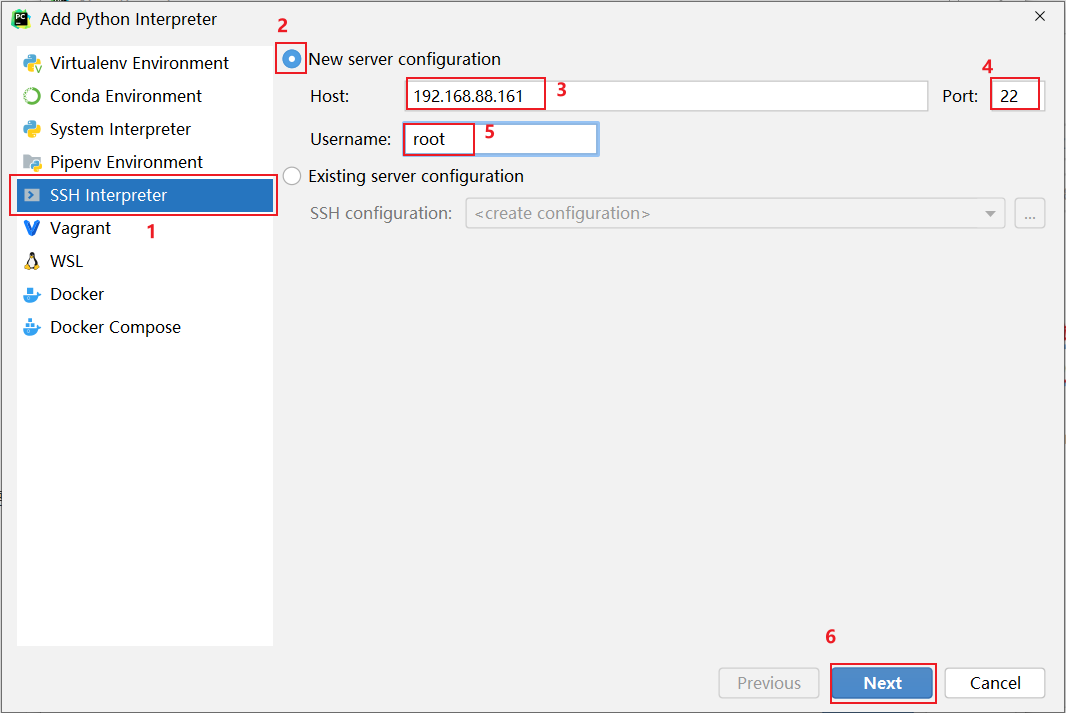 PC Add Python Interpreter
Virtualenv Environment
Conda Environment
System Interpreter
Pipenv Environment
SSH Interpreter
Vagrant
1
WSL
Docker
Docker Compose
2
New server configuration
Host: 192.168.88.161 3
4
Port: 22
Username: root 5
Existing server configuration
SSH configuration: <create configuration> ...
6
Previous Next Cancel